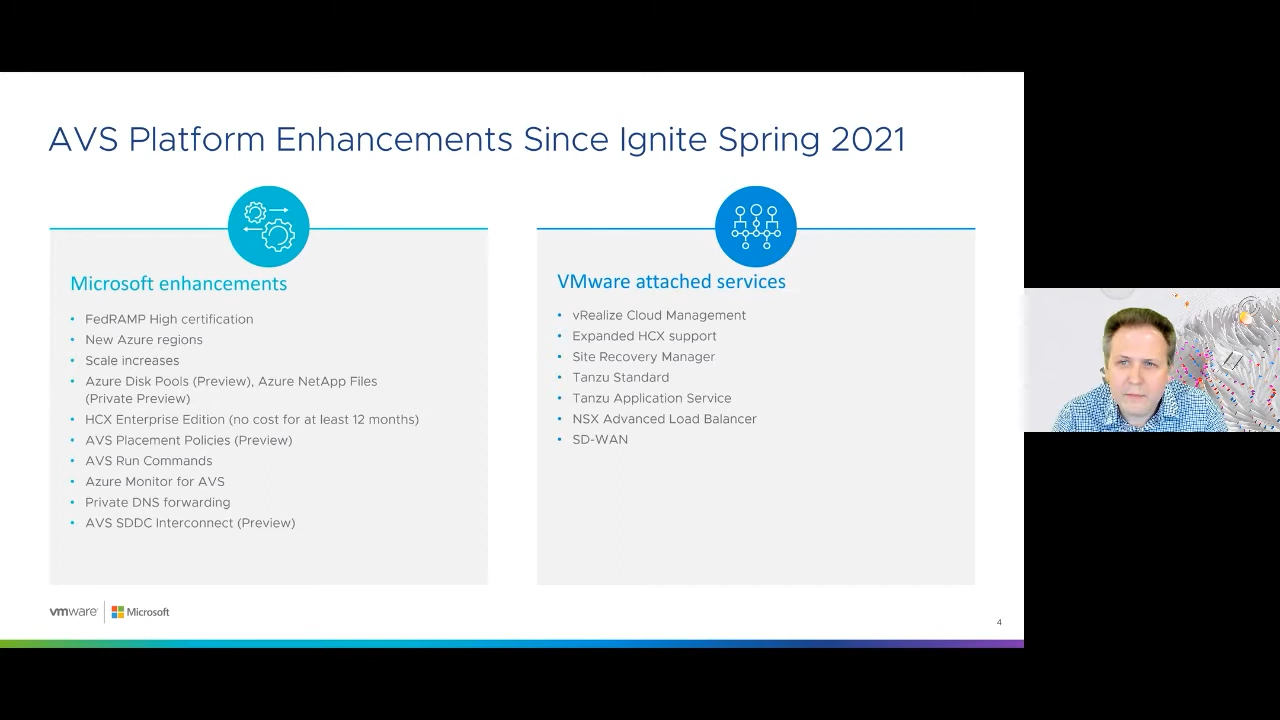 AVS Platform Enhancements Since Ignite Spring 2021
Microsoft enhancements
• FedRAMP High certification
• New Azure regions
• Scale increases
• Azure Disk Pools (Preview), Azure NetApp Files
(Private Preview)
• HCX Enterprise Edition (no cost for at least 12 months)
• AVS Placement Policies (Preview)
• AVS Run Commands
• Azure Monitor for AVS
• Private DNS forwarding
• AVS SDDC Interconnect (Preview)
VMware attached services
• vRealize Cloud Management
• Expanded HCX support
• Site Recovery Manager
• Tanzu Standard
• Tanzu Application Service
• NSX Advanced Load Balancer
• SD-WAN
vmware® | Microsoft
4